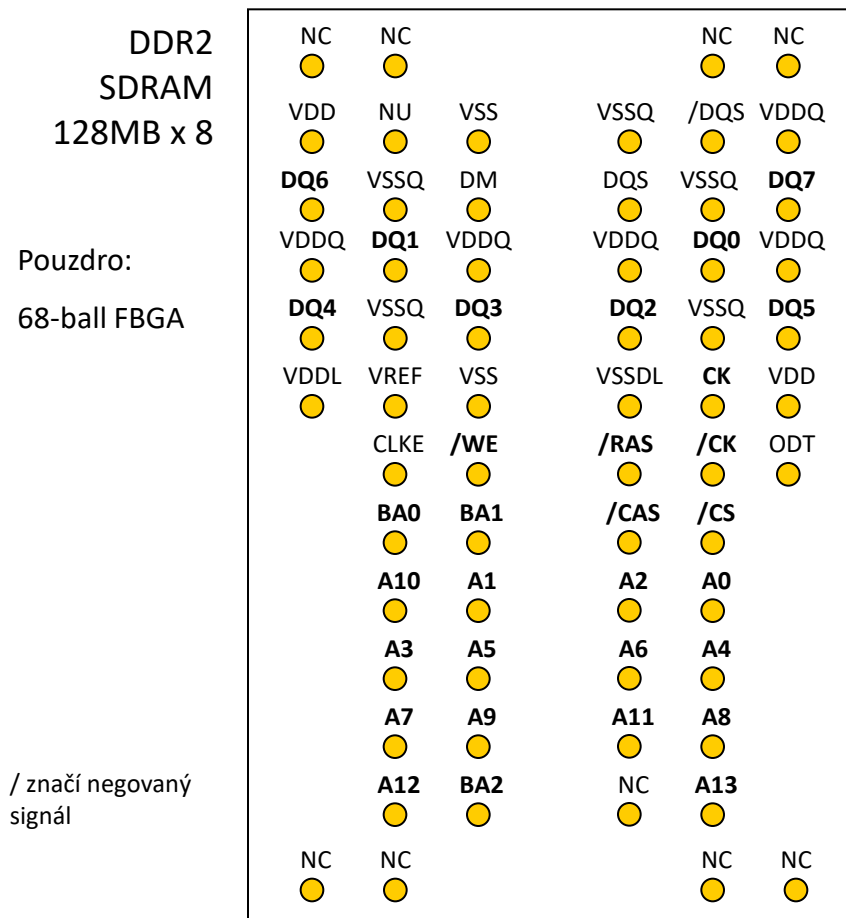 DDR2
SDRAM
128MB x 8
Pouzdro:
68-ball FBGA
/ značí negovaný
signál
NC NC NC NC
VDD NU VSS VSSQ /DQS VDDQ
DQ6 VSSQ DM DQS VSSQ DQ7
VDDQ DQ1 VDDQ VDDQ DQ0 VDDQ
DQ4 VSSQ DQ3 DQ2 VSSQ DQ5
VDDL VREF VSS VSSDL CK VDD
CLKE /WE /RAS /CK ODT
BA0 BA1 /CAS /CS
A10 A1 A2 A0
A3 A5 A6 A4
A7 A9 A11 A8
A12 BA2 NC A13
NC NC NC NC